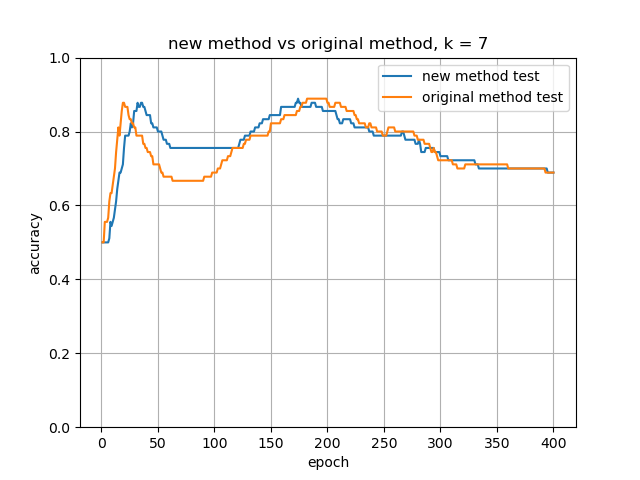 new method vs original method, k = 7
new method test
original method test
1.0
0.8
0.6
0.4
0.2
0.0
accuracy
0 50 100 150 200 250 300 350 400
epoch